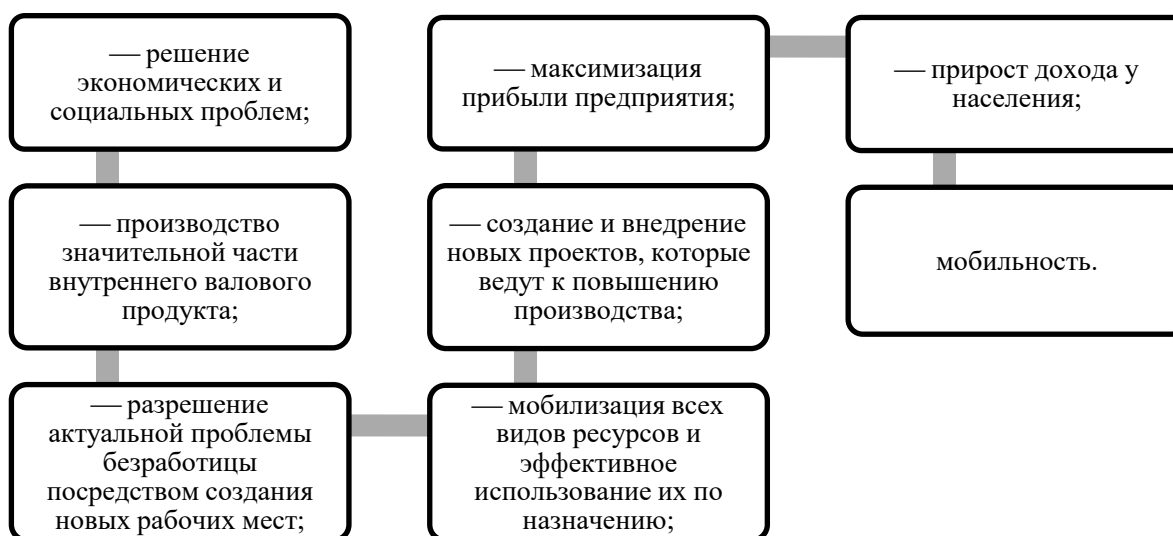 — решение
экономических и
социальных проблем;
— производство
значительной части
внутреннего валового
продукта;
— разрешение
актуальной проблемы
безработицы
посредством создания
новых рабочих мест;
— мобилизация всех
видов ресурсов и
эффективное
использование их по
назначению;
— создание и внедрение
новых проектов, которые
ведут к повышению
производства;
— максимизация
прибыли предприятия;
— прирост дохода у
населения;
мобильность.